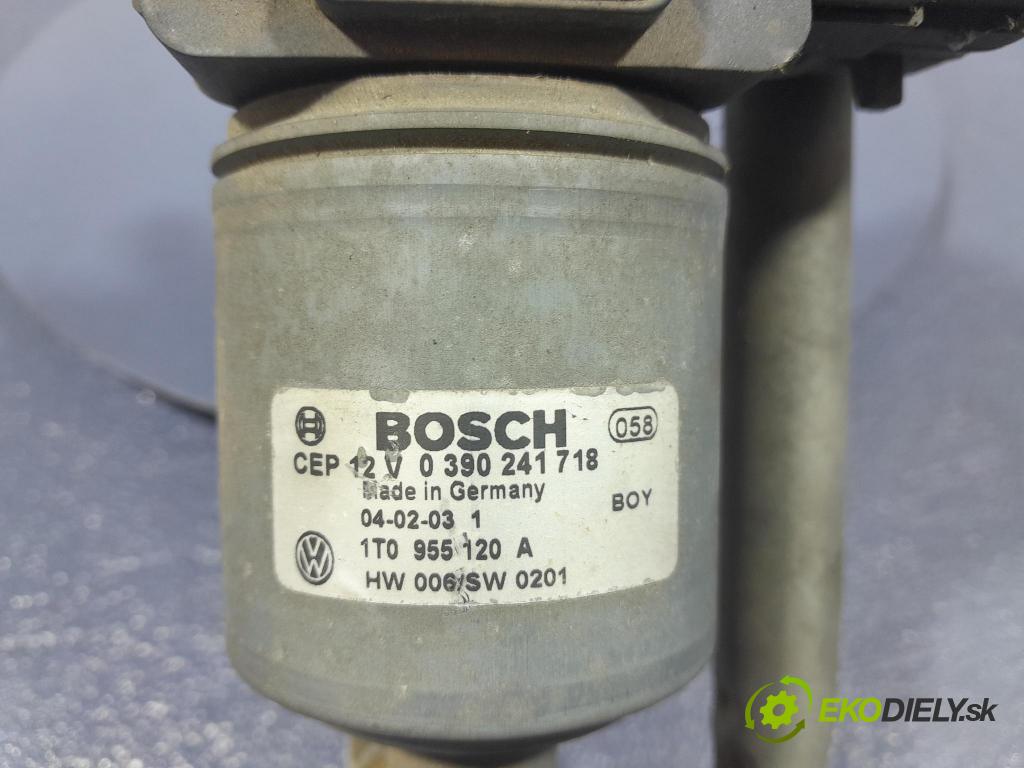 BOSCH 058
CEP 12 V 0 390 241 718
Made in Germany
BOY
04-02-03 1
1T0 955 120 A
HW 006/SW 0201
EKODIELY.sk